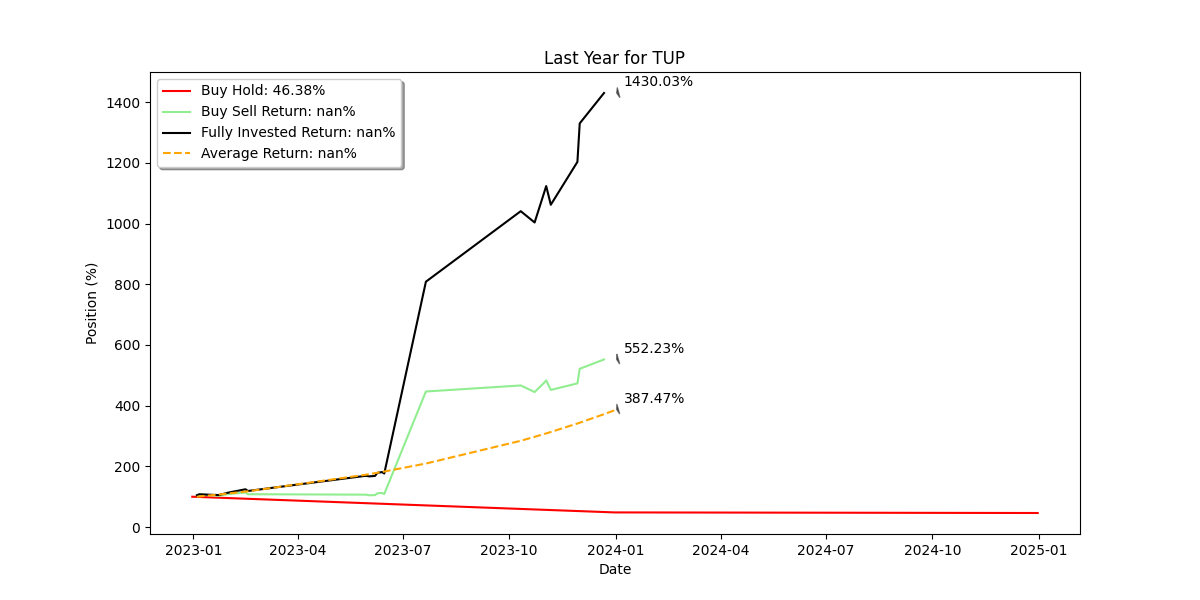 Last Year for TUP
Buy Hold: 46.38%
Buy Sell Return: nan%
Fully Invested Return: nan%
Average Return: nan%
1430.03%
552.23%
387.47%
Position (%)
1400
1200
1000
800
600
400
200
0
2023-01 2023-04 2023-07 2023-10 2024-01 2024-04 2024-07 2024-10 2025-01
Date